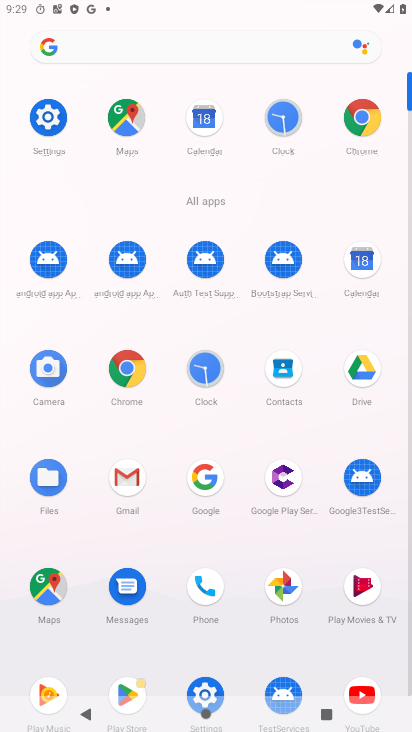 9:29
Settings Maps Calendar Clock Chrome
18
All apps
android app Ap... android app Ap... Auth Test Supp... Bootstrap Servi... Calendar
18
Camera Chrome Clock Contacts Drive
Files Gmail Google Google Play Ser... Google3TestSe...
Maps Messages Phone Photos Play Movies & TV
Play Music Play Store Settings TestServices YouTube